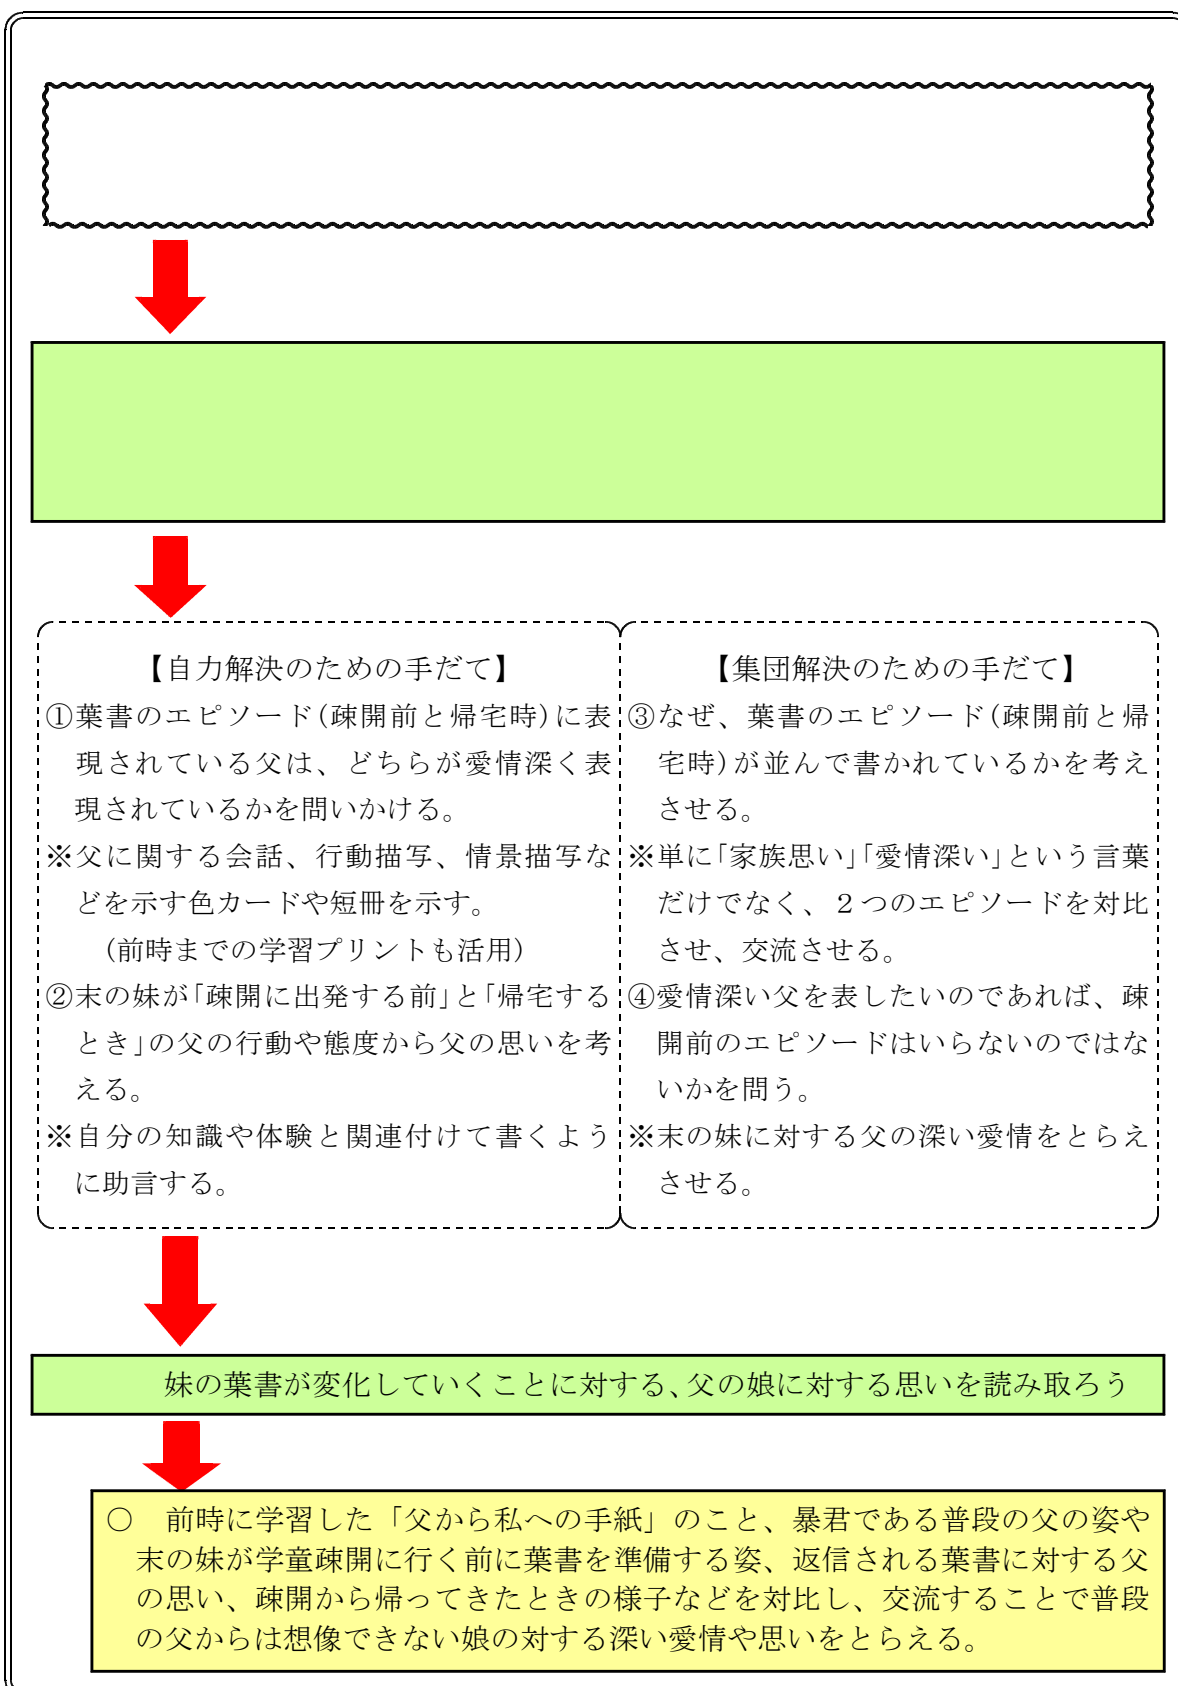 【自力解決のための手だて】
①葉書のエピソード(疎開前と帰宅時)に表
現されている父は、どちらが愛情深く表
現されているかを問いかける。
※父に関する会話、行動描写、情景描写な
どを示す色カードや短冊を示す。
(前時までの学習プリントも活用)
②末の妹が「疎開に出発する前」と「帰宅する
とき」の父の行動や態度から父の思いを考
える。
※自分の知識や体験と関連付けて書くよう
に助言する。
【集団解決のための手だて】
③なぜ、葉書のエピソード(疎開前と帰
宅時)が並んで書かれているかを考え
させる。
※単に「家族思い」「愛情深い」という言葉
だけでなく、２つのエピソードを対比
させ、交流させる。
④愛情深い父を表したいのであれば、疎
開前のエピソードはいらないのではな
いかを問う。
※末の妹に対する父の深い愛情をとらえ
させる。
妹の葉書が変化していくことに対する、父の娘に対する思いを読み取ろう
○　前時に学習した「父から私への手紙」のこと、暴君である普段の父の姿や
末の妹が学童疎開に行く前に葉書を準備する姿、返信される葉書に対する父
の思い、疎開から帰ってきたときの様子などを対比し、交流することで普段
の父からは想像できない娘の対する深い愛情や思いをとらえる。